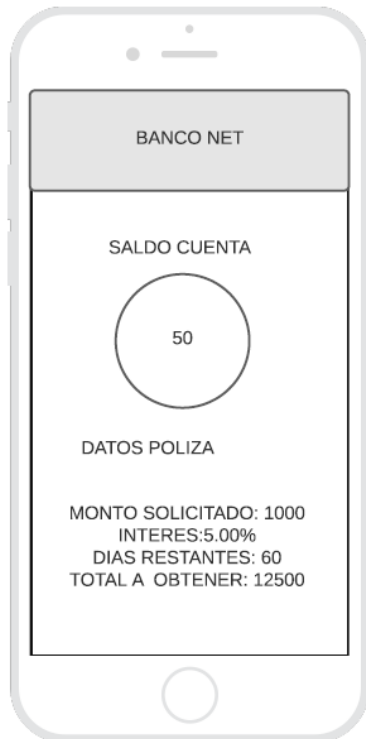 BANCO NET
SALDO CUENTA
50
DATOS POLIZA
MONTO SOLICITADO: 1000
INTERES:5.00%
DIAS RESTANTES: 60
TOTAL A OBTENER: 12500